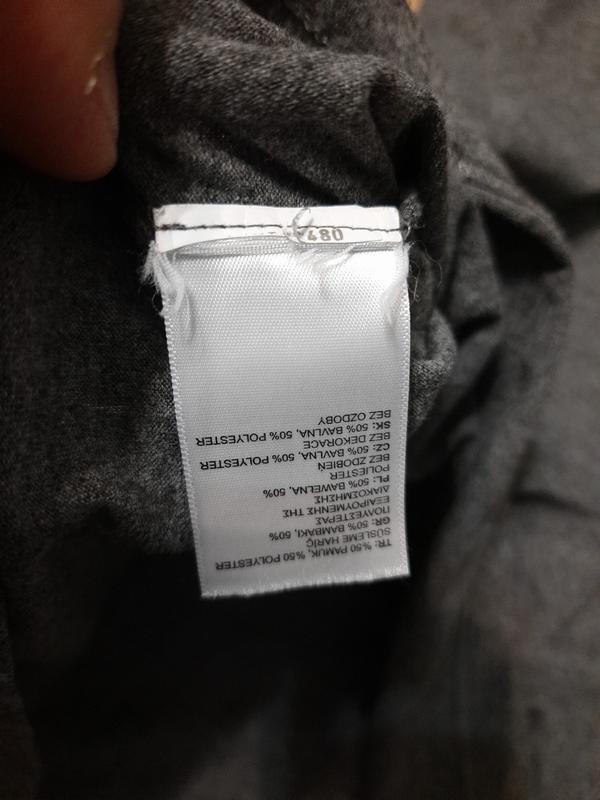 TR: %50 PAMUK, %50 POLYESTER
SÜSLEME HARİÇ
GR: 50% ΒΑΜΒΑΚΙ, 50%
ΠΟΛΥΕΣΤΕΡΑΣ
ΕΞΑΙΡΟΥΜΕΝΗΣ ΤΗΣ
ΔΙΑΚΟΣΜΗΣΗΣ
PL: 50% BAWEŁNA, 50%
POLIESTER
BEZ ZDOBIEŃ
CZ: 50% BAVLNA, 50% POLYESTER
BEZ DEKORACE
SK: 50% BAVLNA, 50% POLYESTER
BEZ OZDOBY